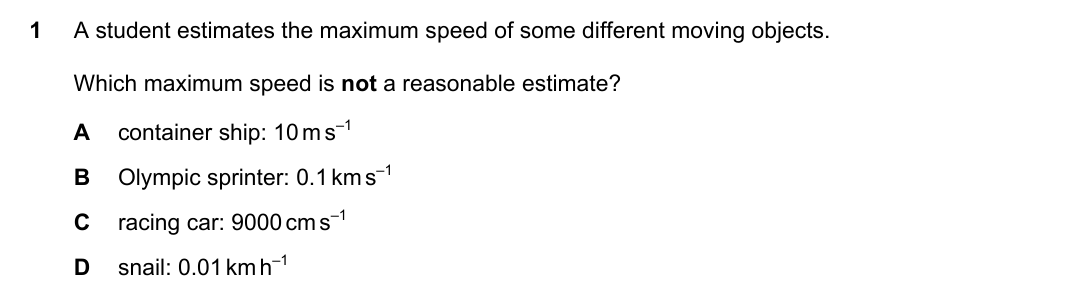 1 A student estimates the maximum speed of some different moving objects.
Which maximum speed is not a reasonable estimate?
A container ship: 10 m s⁻¹
B Olympic sprinter: 0.1 km s⁻¹
C racing car: 9000 cm s⁻¹
D snail: 0.01 km h⁻¹